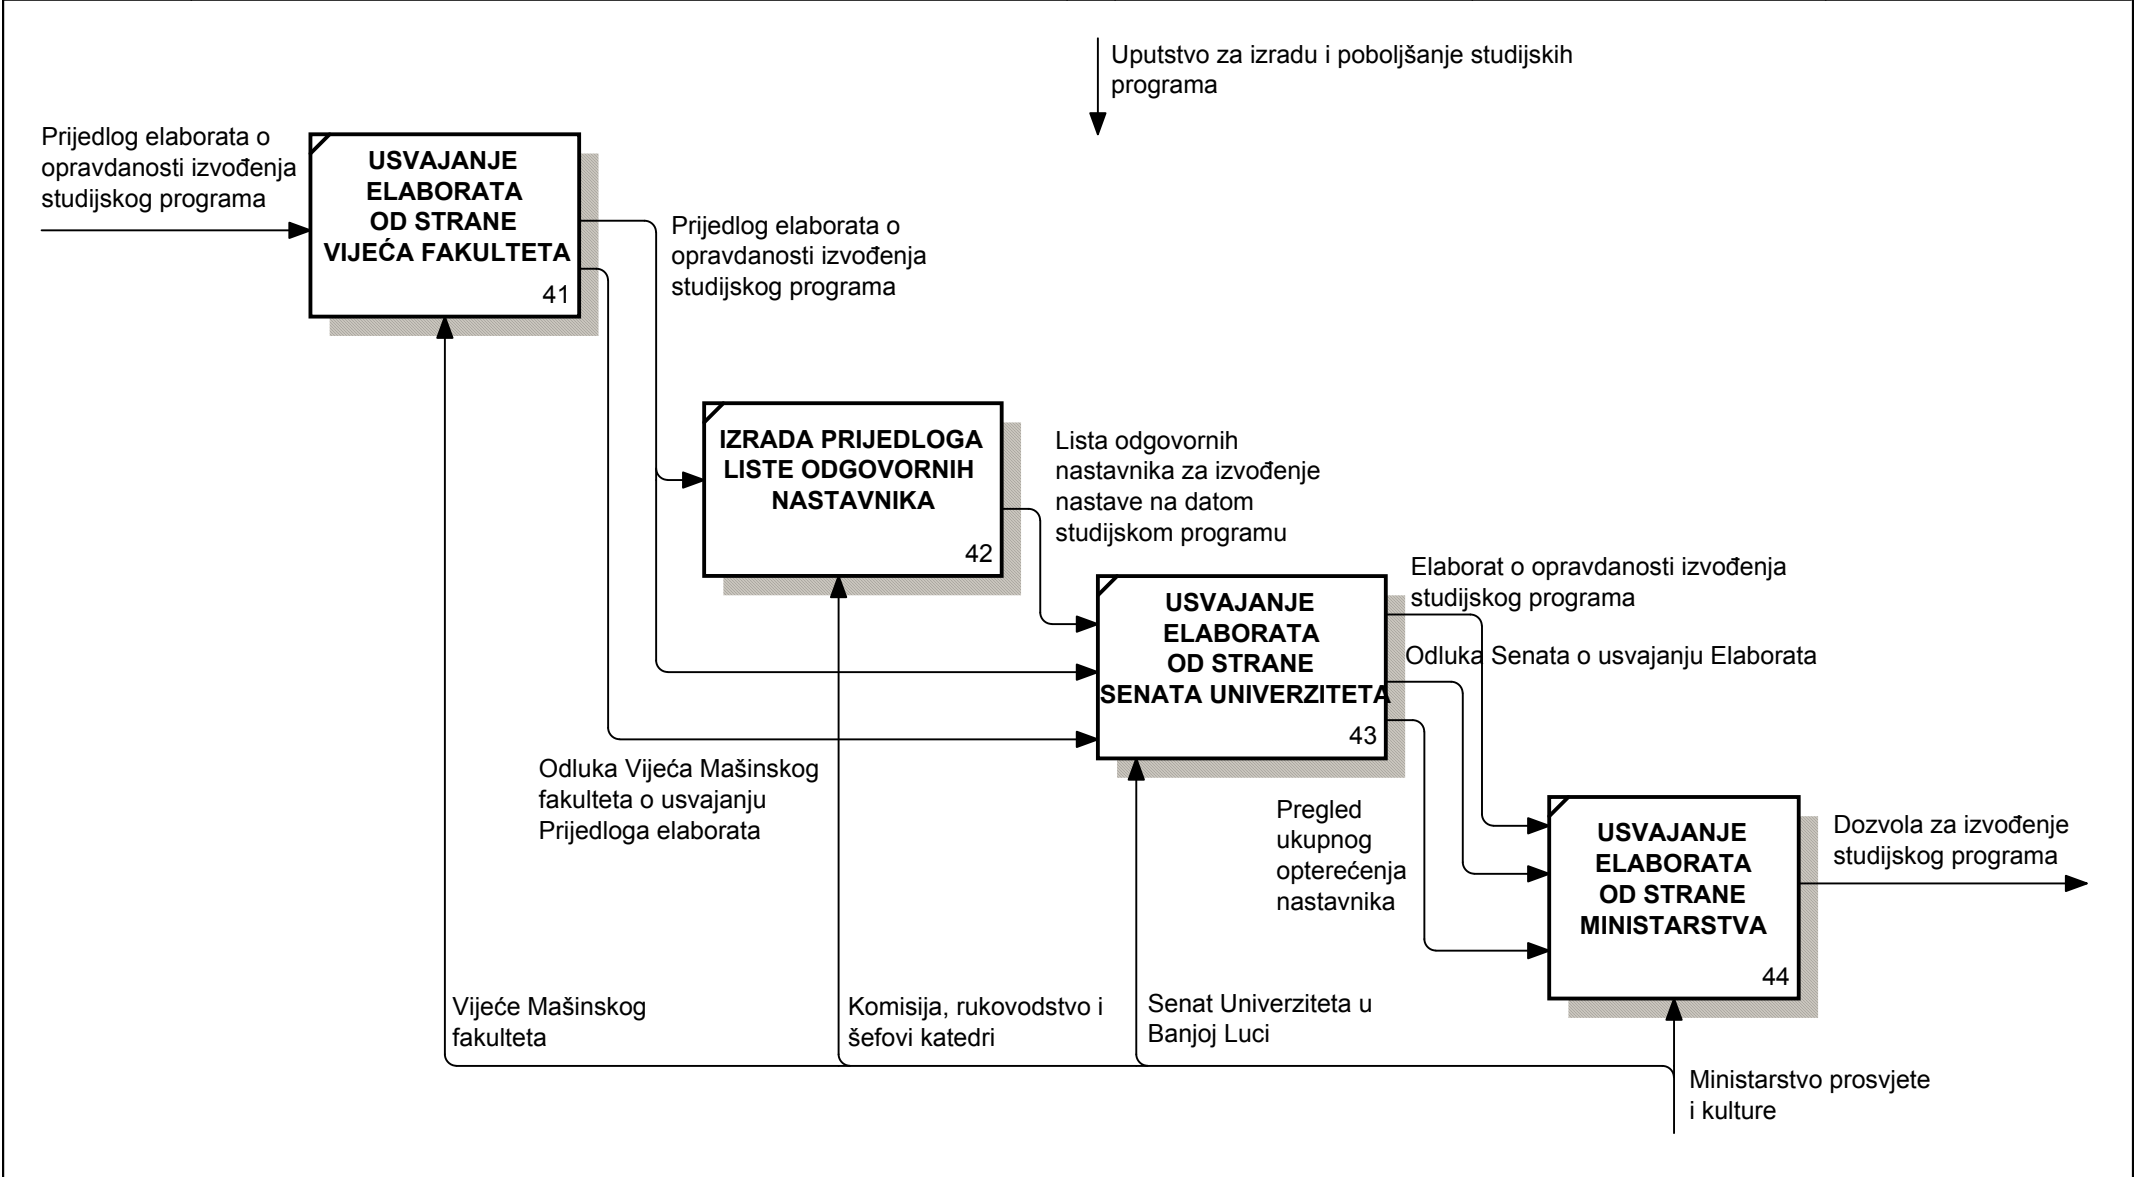 Uputstvo za izradu i poboljšanje studijskih
programa
Prijedlog elaborata o
opravdanosti izvođenja
studijskog programa
USVAJANJE
ELABORATA
OD STRANE
VIJEĆA FAKULTETA
41
Prijedlog elaborata o
opravdanosti izvođenja
studijskog programa
IZRADA PRIJEDLOGA
LISTE ODGOVORNIH
NASTAVNIKA
42
Lista odgovornih
nastavnika za izvođenje
nastave na datom
studijskom programu
USVAJANJE
ELABORATA
OD STRANE
SENATA UNIVERZITETA
43
Elaborat o opravdanosti izvođenja
studijskog programa
Odluka Senata o usvajanju Elaborata
Odluka Vijeća Mašinskog
fakulteta o usvajanju
Prijedloga elaborata
Pregled
ukupnog
opterećenja
nastavnika
USVAJANJE
ELABORATA
OD STRANE
MINISTARSTVA
44
Dozvola za izvođenje
studijskog programa
Vijeće Mašinskog
fakulteta
Komisija, rukovodstvo i
šefovi katedri
Senat Univerziteta u
Banjoj Luci
Ministarstvo prosvjete
i kulture